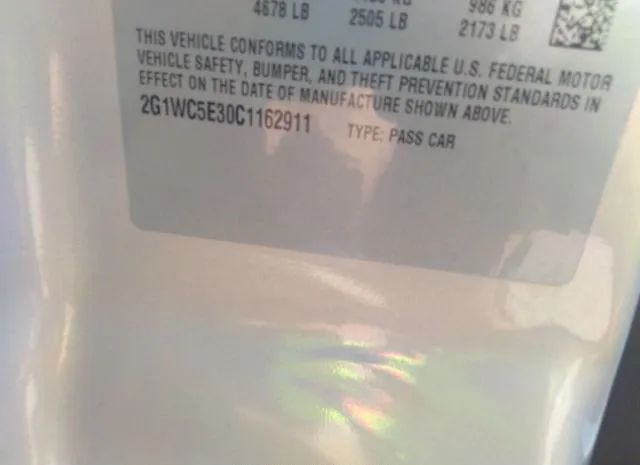 4678 LB 2505 LB 2173 LB
986 KG
THIS VEHICLE CONFORMS TO ALL APPLICABLE U.S. FEDERAL MOTOR
VEHICLE SAFETY, BUMPER, AND THEFT PREVENTION STANDARDS IN
EFFECT ON THE DATE OF MANUFACTURE SHOWN ABOVE.
2G1WC5E30C1162911 TYPE: PASS CAR